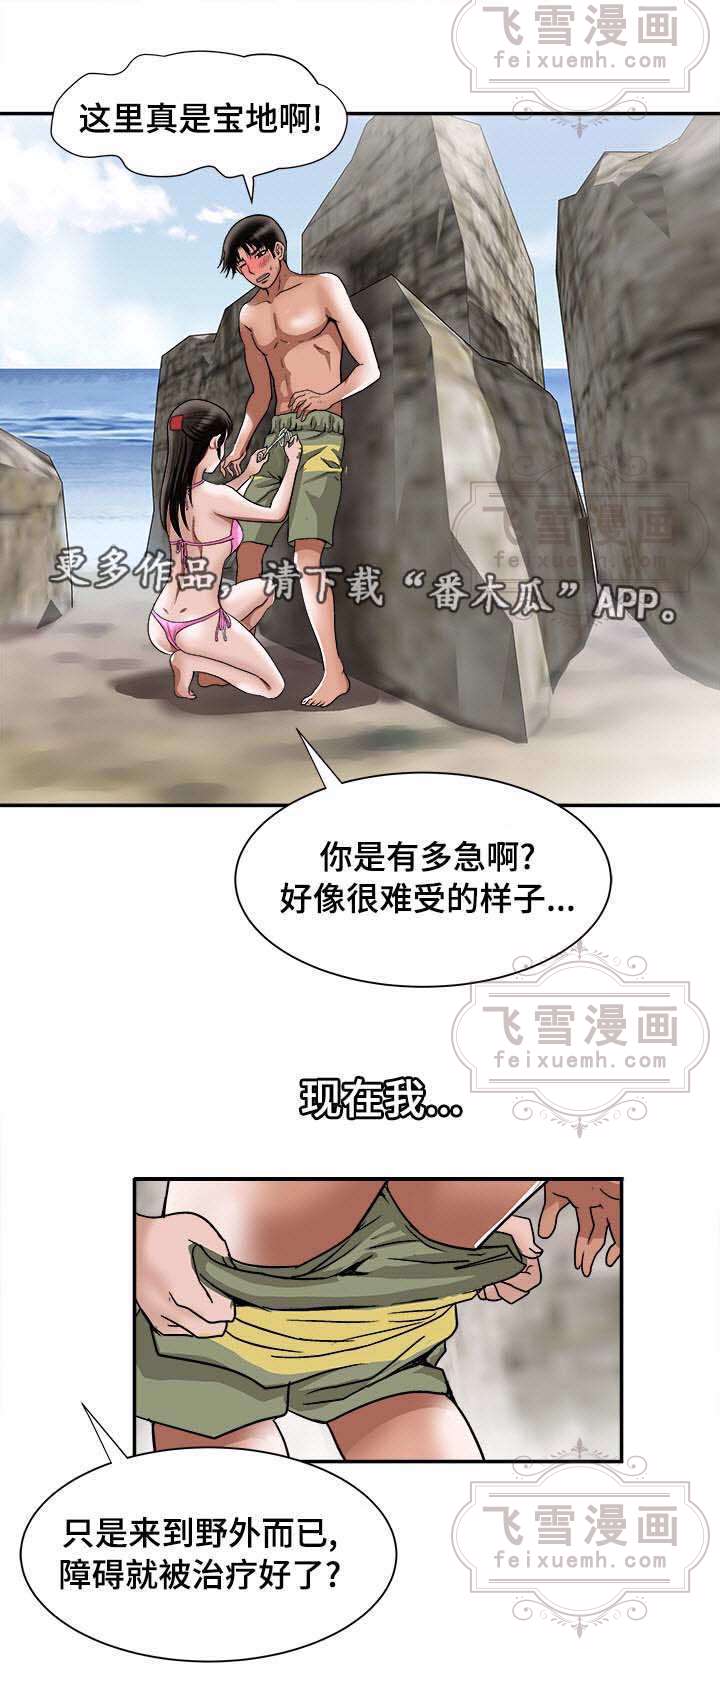 飞雪漫画
feixuemh.com
这里真是宝地啊!
飞雪漫画
feixuemh.com
更多作品，请下载“番木瓜”APP。
你是有多急啊?
好像很难受的样子...
飞雪漫画
feixuemh.com
现在我...
只是来到野外而已,
障碍就被治疗好了?
飞雪漫画
feixuemh.com